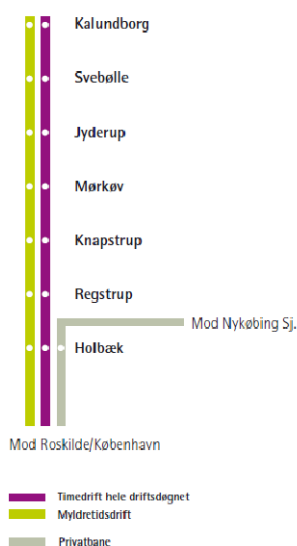 Kalundborg
Svebølle
Jyderup
Mørkøv
Knapstrup
Regstrup
Mod Nykøbing Sj.
Holbæk
Mod Roskilde/København
Timedrift hele driftsdøgnet
Myldretidsdrift
Privatbane